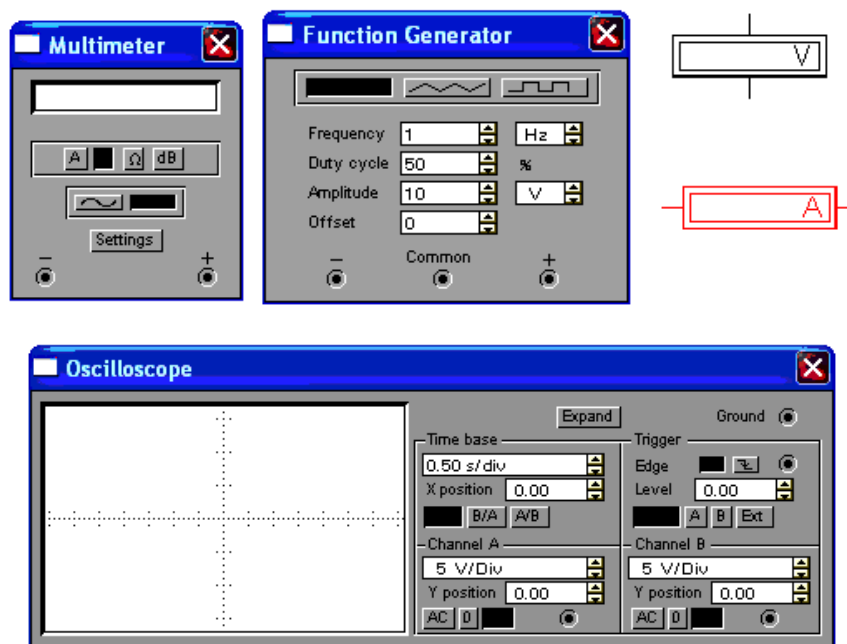 Multimeter
A Ω dB
Settings
− +
Function Generator
Frequency 1 Hz
Duty cycle 50 %
Amplitude 10 V
Offset 0
− Common +
V
A
Oscilloscope
Expand Ground
Time base
0.50 s/div
X position 0.00
B/A A/B
Trigger
Edge
Level 0.00
A B Ext
Channel A
5 V/Div
Y position 0.00
AC 0
Channel B
5 V/Div
Y position 0.00
AC 0